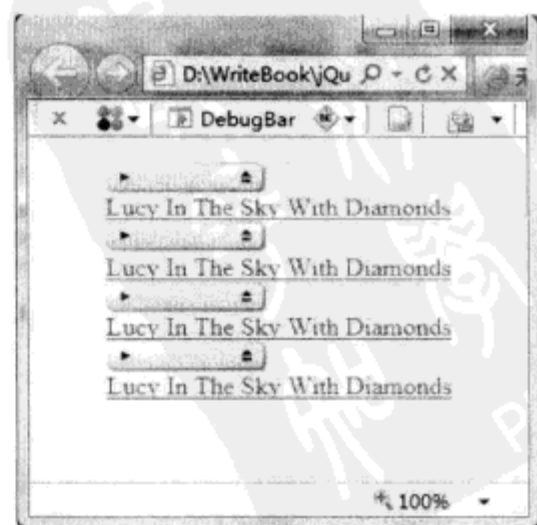 D:\WriteBook\jQu
DebugBar
Lucy In The Sky With Diamonds
Lucy In The Sky With Diamonds
Lucy In The Sky With Diamonds
Lucy In The Sky With Diamonds
100%